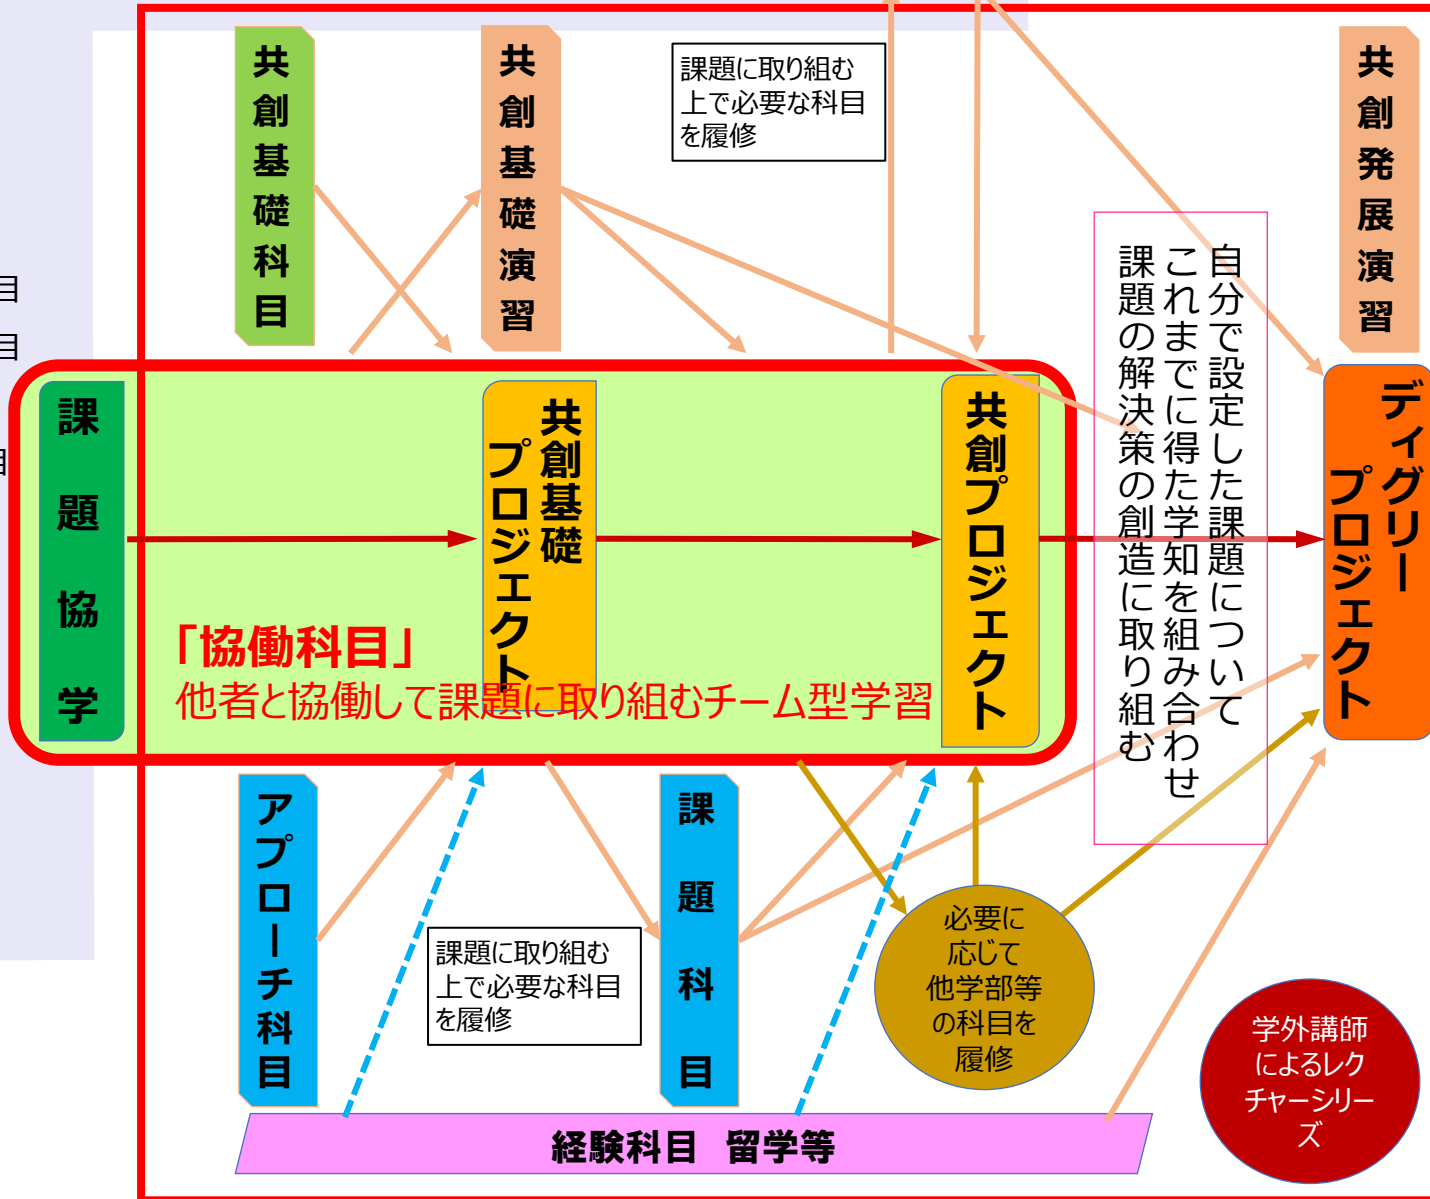 共創基礎科目
共創基礎演習
課題に取り組む
上で必要な科目
を履修
共創発展演習
目
目
目
課題協学
共創基礎
プロジェクト
共創プロジェクト
自分で設定した課題について
これまでに得た学知を組み合わせ
課題の解決策の創造に取り組む
ディグリー
プロジェクト
「協働科目」
他者と協働して課題に取り組むチーム型学習
アプローチ科目
課題に取り組む
上で必要な科目
を履修
課題科目
必要に
応じて
他学部等
の科目を
履修
学外講師
によるレク
チャーシリー
ズ
経験科目 留学等